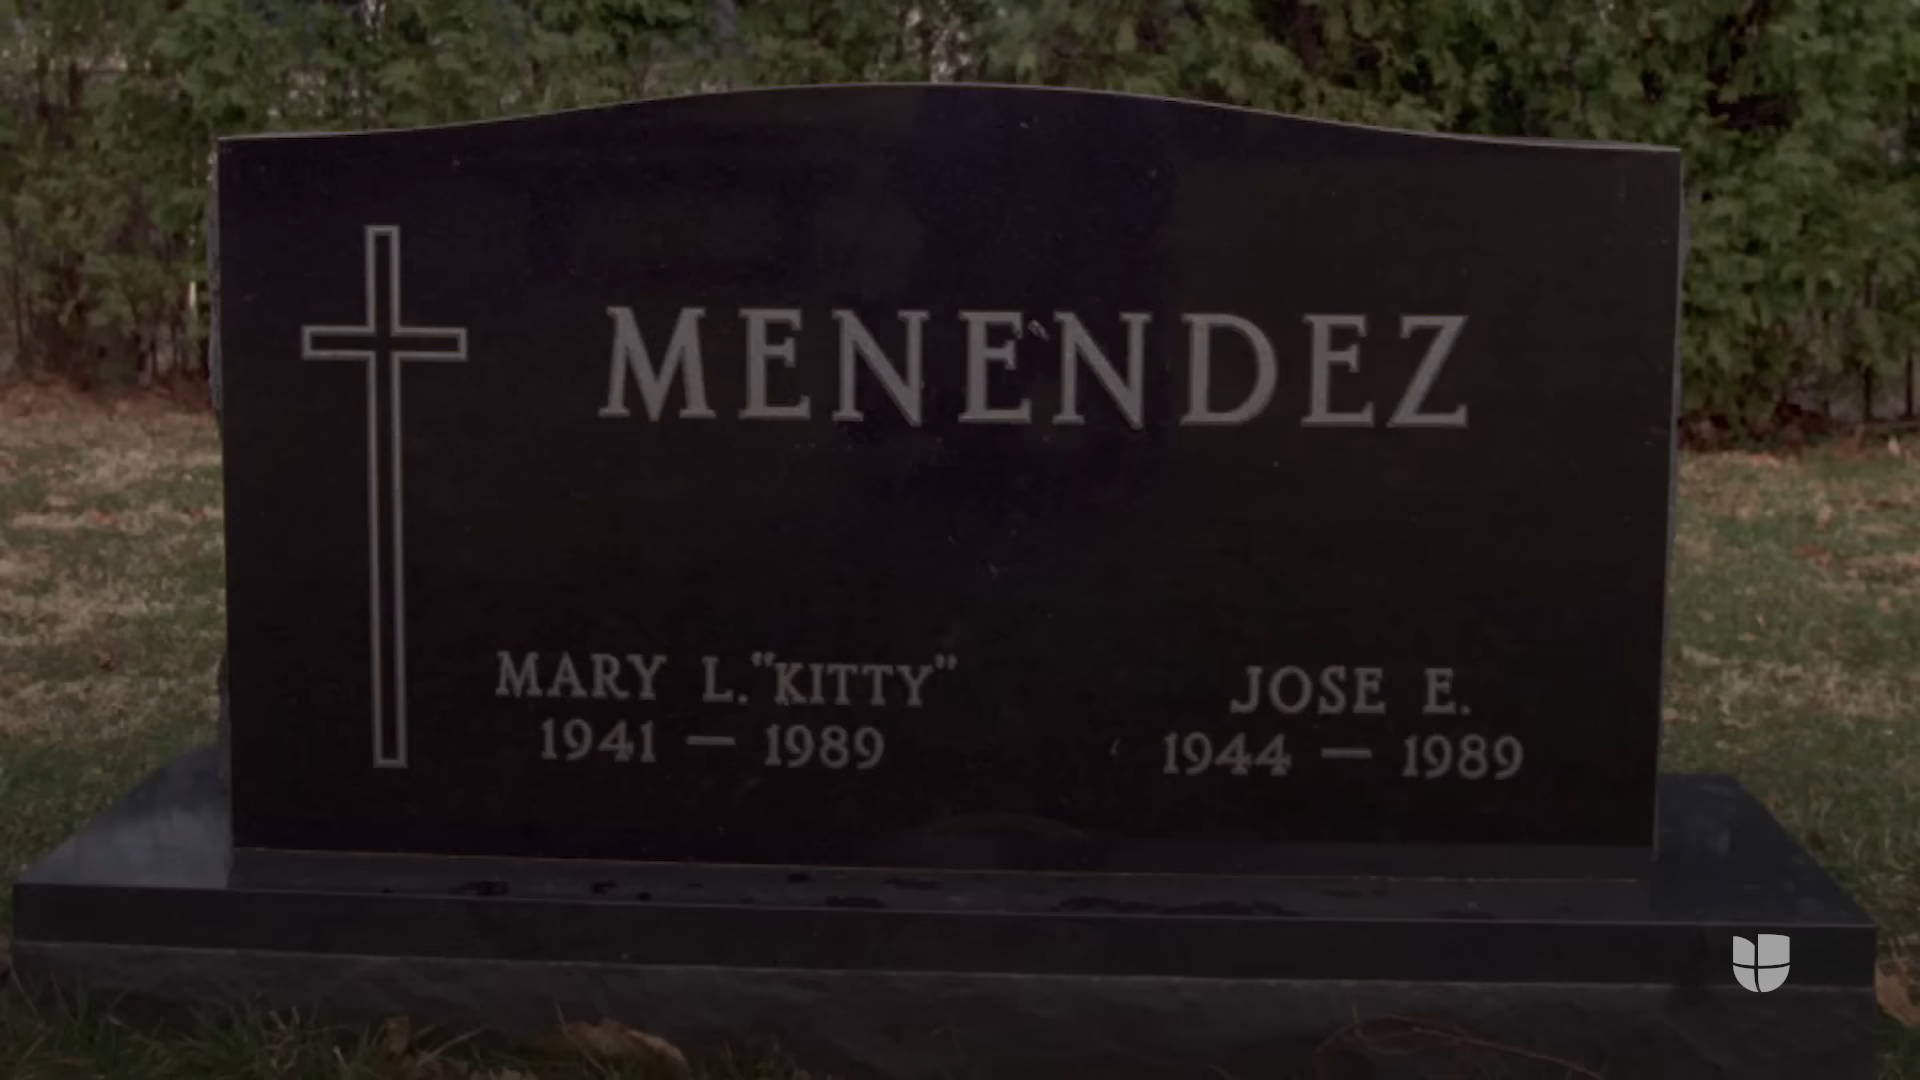 MENENDEZ
MARY L. "KITTY"
1941 — 1989
JOSE E.
1944 — 1989